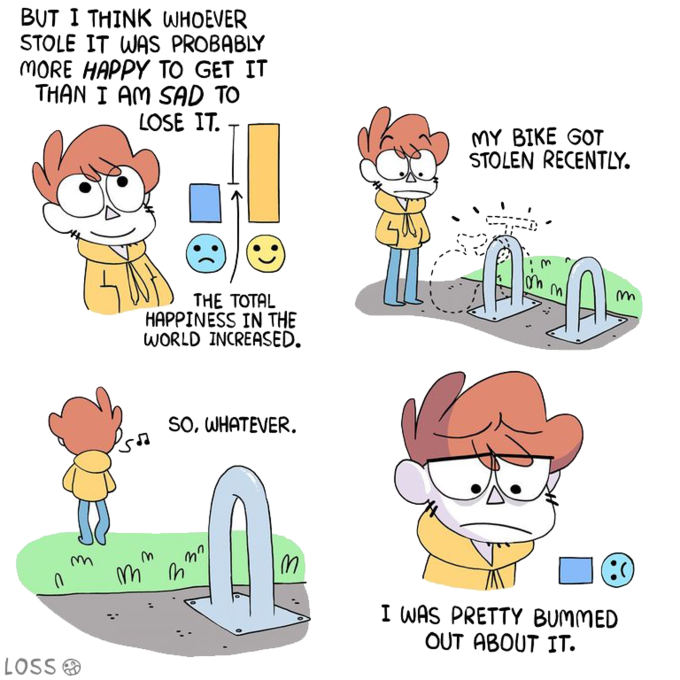 BUT I THINK WHOEVER
STOLE IT WAS PROBABLY
MORE HAPPY TO GET IT
THAN I AM SAD TO
LOSE IT.
THE TOTAL
HAPPINESS IN THE
WORLD INCREASED.
MY BIKE GOT
STOLEN RECENTLY.
SO, WHATEVER.
I WAS PRETTY BUMMED
OUT ABOUT IT.
LOSS